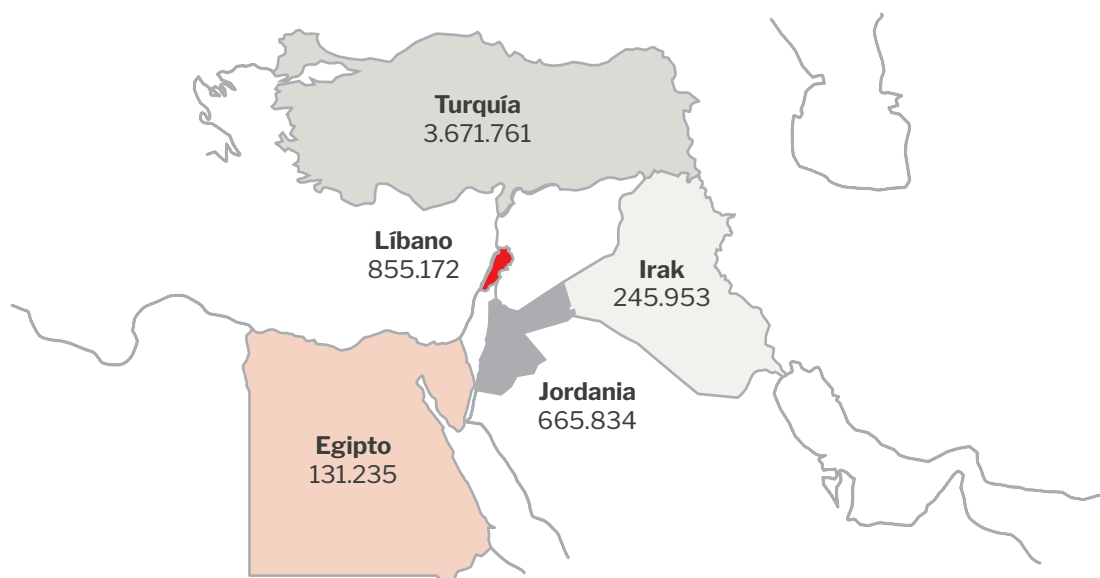 Turquía
3.671.761
Líbano
855.172
Irak
245.953
Jordania
665.834
Egipto
131.235